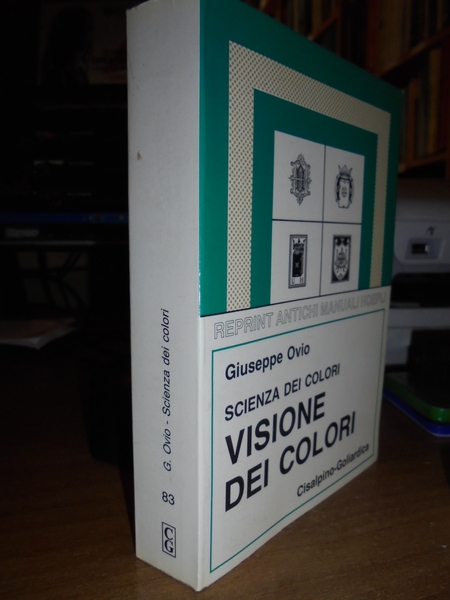 REPRINT ANTICHI MANUALI HOEPLI
Giuseppe Ovio
SCIENZA DEI COLORI
VISIONE
DEI COLORI
Cisalpino-Goliardica
G. Ovio - Scienza dei colori
83